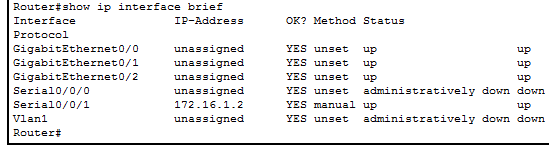 Router#show ip interface brief
Interface              IP-Address      OK? Method Status
Protocol
GigabitEthernet0/0     unassigned      YES unset  up                    up
GigabitEthernet0/1     unassigned      YES unset  up                    up
GigabitEthernet0/2     unassigned      YES unset  up                    up
Serial0/0/0            unassigned      YES unset  administratively down down
Serial0/0/1            172.16.1.2      YES manual up                    up
Vlan1                  unassigned      YES unset  administratively down down
Router#